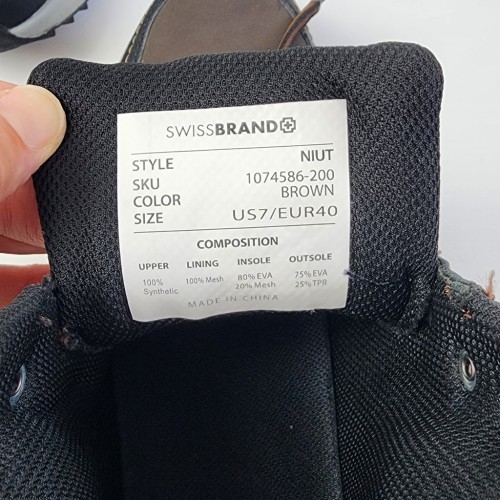 SWISSBRAND
STYLE NIUT
SKU 1074586-200
COLOR BROWN
SIZE US7/EUR40
COMPOSITION
UPPER LINING INSOLE OUTSOLE
100% 100% Mesh 80% EVA 75% EVA
Synthetic 20% Mesh 25% TPR
MADE IN CHINA